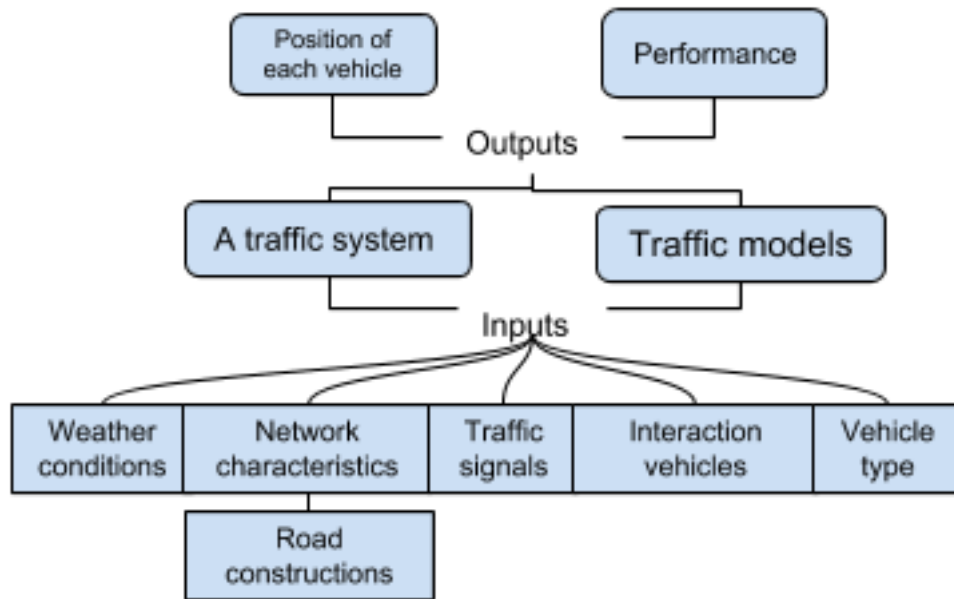 Position of
each vehicle
Performance
Outputs
A traffic system
Traffic models
Inputs
Weather
conditions
Network
characteristics
Traffic
signals
Interaction
vehicles
Vehicle
type
Road
constructions